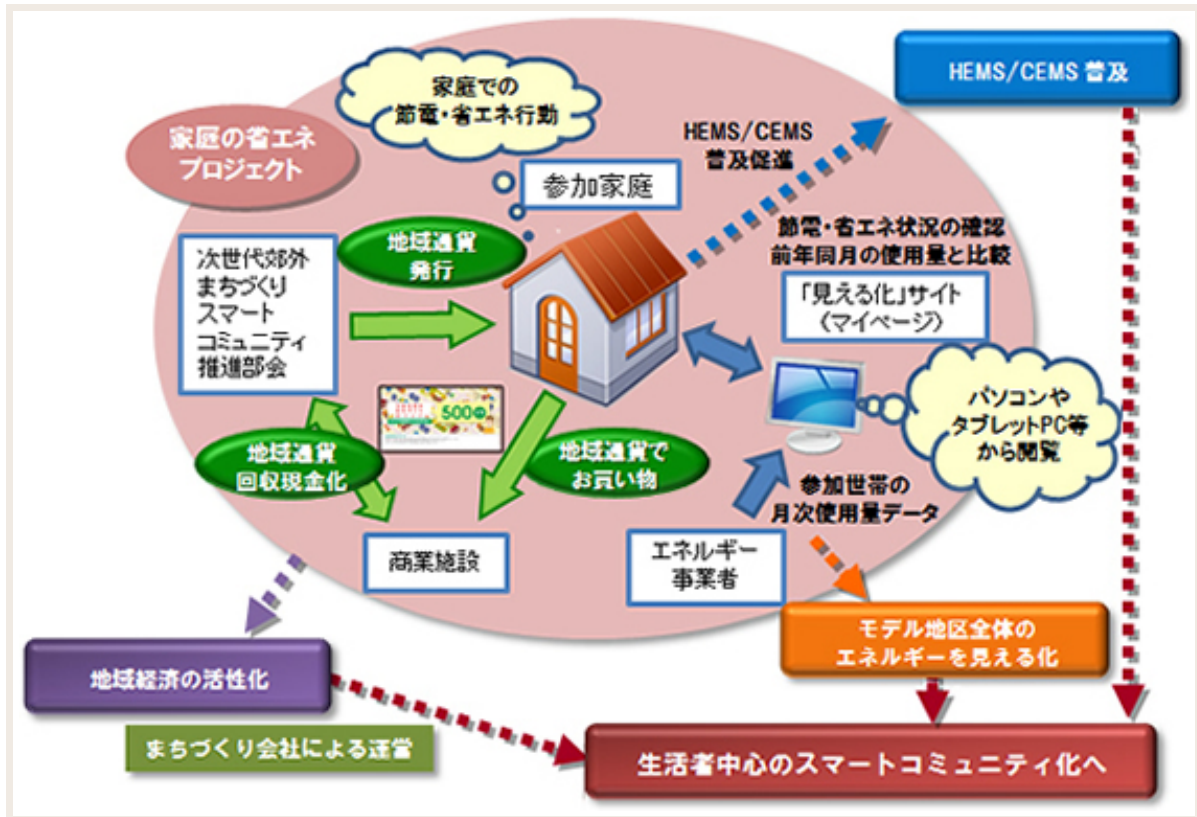 HEMS/CEMS 普及
家庭での
節電・省エネ行動
家庭の省エネ
プロジェクト
HEMS/CEMS
普及促進
参加家庭
地域通貨
発行
節電・省エネ状況の確認
前年同月の使用量と比較
次世代郊外
まちづくり
スマート
コミュニティ
推進部会
「見える化」サイト
〈マイページ〉
パソコンや
タブレットPC等
から閲覧
500
地域通貨
回収現金化
地域通貨で
お買い物
参加世帯の
月次使用量データ
商業施設
エネルギー
事業者
モデル地区全体の
エネルギーを見える化
地域経済の活性化
まちづくり会社による運営
生活者中心のスマートコミュニティ化へ